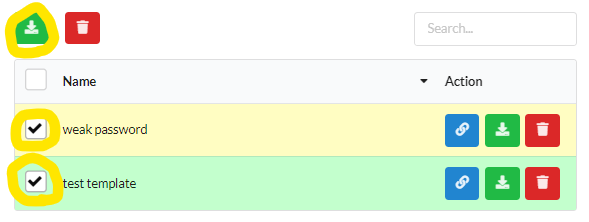 Search...
Name Action
weak password
test template